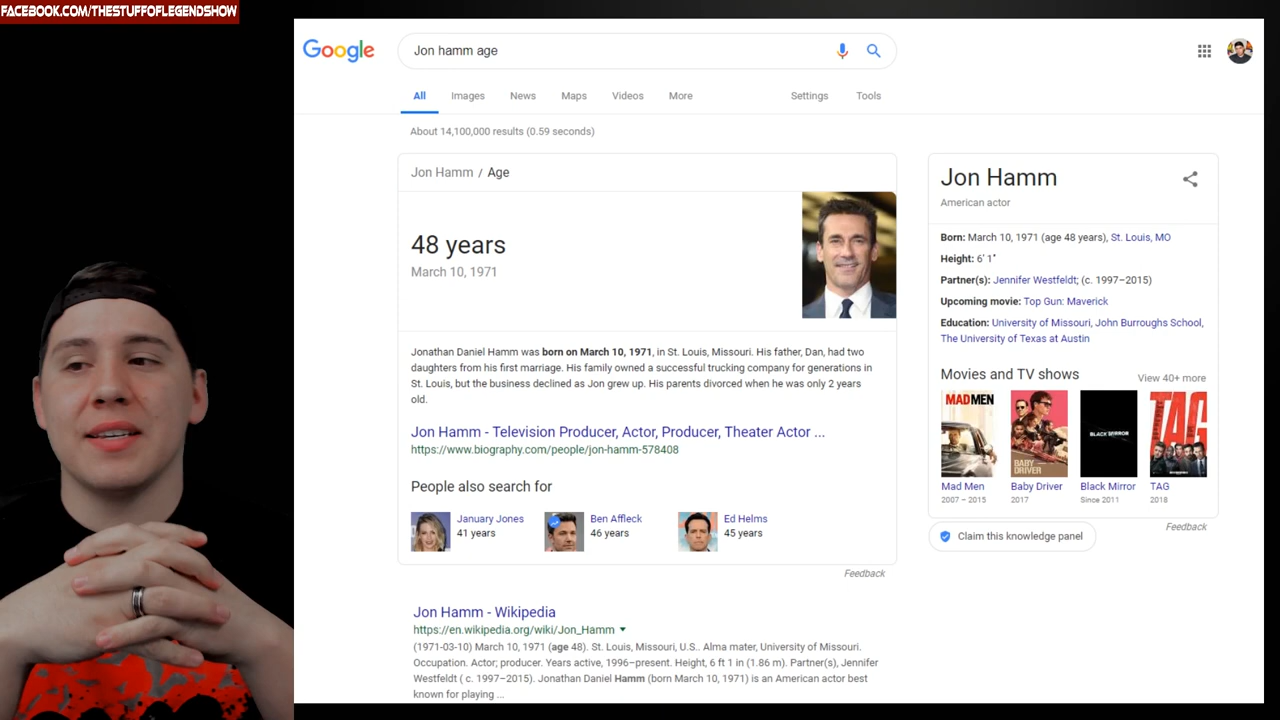 FACEBOOK.COM/THESTUFFOFLEGENDSHOW
Google
Jon hamm age
All Images News Maps Videos More Settings Tools
About 14,100,000 results (0.59 seconds)
Jon Hamm / Age
48 years
March 10, 1971
Jonathan Daniel Hamm was born on March 10, 1971, in St. Louis, Missouri. His father, Dan, had two
daughters from his first marriage. His family owned a successful trucking company for generations in
St. Louis, but the business declined as Jon grew up. His parents divorced when he was only 2 years
old.
Jon Hamm - Television Producer, Actor, Producer, Theater Actor ...
https://www.biography.com/people/jon-hamm-578408
People also search for
January Jones
41 years
Ben Affleck
46 years
Ed Helms
45 years
Feedback
Jon Hamm - Wikipedia
https://en.wikipedia.org/wiki/Jon_Hamm
(1971-03-10) March 10, 1971 (age 48). St. Louis, Missouri, U.S.. Alma mater, University of Missouri.
Occupation. Actor; producer. Years active, 1996–present. Height, 6 ft 1 in (1.86 m). Partner(s), Jennifer
Westfeldt ( c. 1997–2015). Jonathan Daniel Hamm (born March 10, 1971) is an American actor best
known for playing ...
Jon Hamm
American actor
Born: March 10, 1971 (age 48 years), St. Louis, MO
Height: 6' 1"
Partner(s): Jennifer Westfeldt; (c. 1997–2015)
Upcoming movie: Top Gun: Maverick
Education: University of Missouri, John Burroughs School,
The University of Texas at Austin
Movies and TV shows
View 40+ more
MADMEN
BABY
DRIVER
BLACK MIRROR
TAG
Mad Men
2007 – 2015
Baby Driver
2017
Black Mirror
Since 2011
TAG
2018
Feedback
Claim this knowledge panel